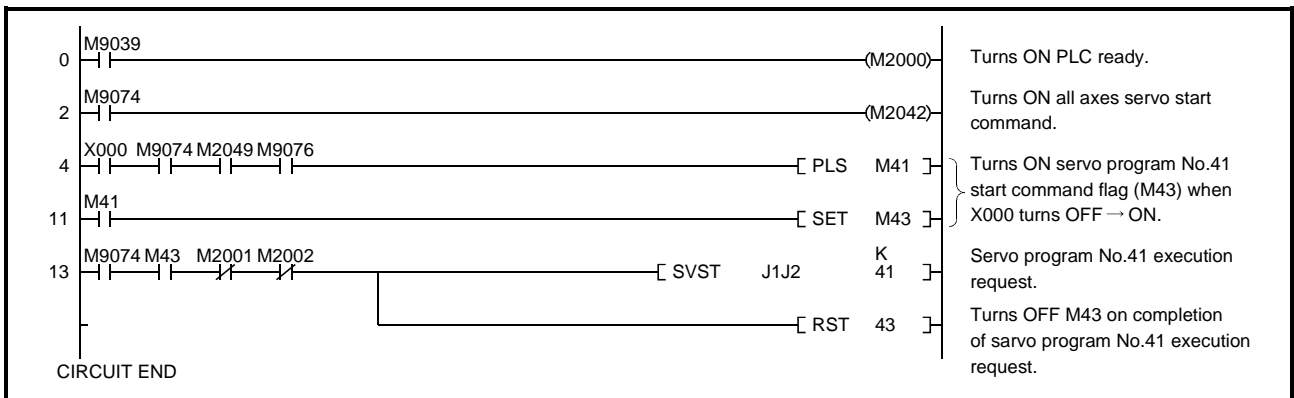 M9039
0 (M2000) Turns ON PLC ready.
M9074
2 (M2042) Turns ON all axes servo start
command.
X000 M9074 M2049 M9076
4 PLS M41 Turns ON servo program No.41
start command flag (M43) when
X000 turns OFF → ON.
M41
11 SET M43
M9074 M43 M2001 M2002
13 SVST J1J2 K
41 Servo program No.41 execution
request.
RST 43 Turns OFF M43 on completion
of sarvo program No.41 execution
request.
CIRCUIT END